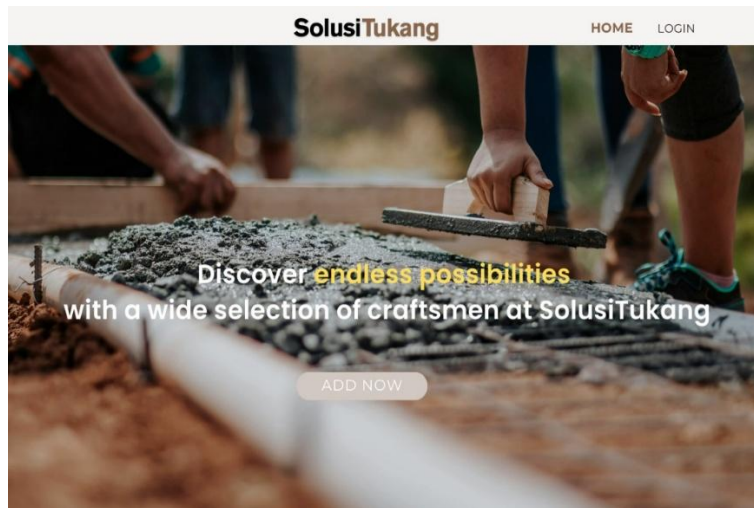 SolusiTukang
HOME LOGIN
Discover endless possibilities
with a wide selection of craftsmen at SolusiTukang
ADD NOW